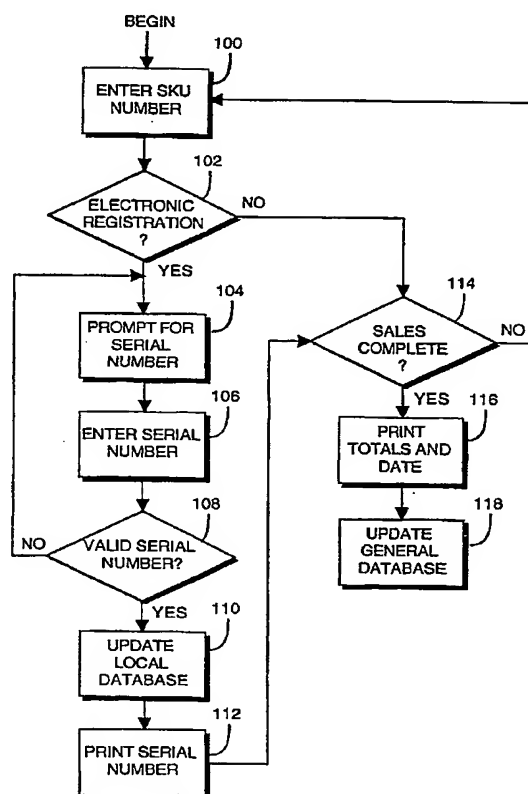 BEGIN
100
ENTER SKU
NUMBER
102
ELECTRONIC
REGISTRATION
?
NO
YES
104
PROMPT FOR
SERIAL
NUMBER
106
ENTER SERIAL
NUMBER
108
VALID SERIAL
NUMBER?
NO
YES
110
UPDATE
LOCAL
DATABASE
112
PRINT SERIAL
NUMBER
114
SALES
COMPLETE
?
NO
YES
116
PRINT
TOTALS AND
DATE
118
UPDATE
GENERAL
DATABASE